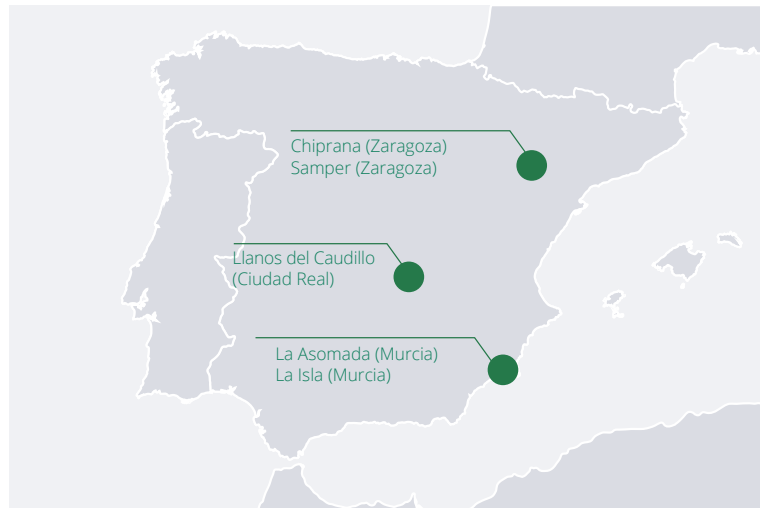 Chiprana (Zaragoza)
Samper (Zaragoza)
Llanos del Caudillo
(Ciudad Real)
La Asomada (Murcia)
La Isla (Murcia)